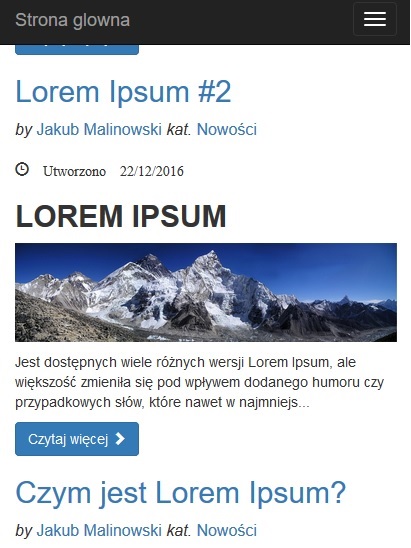 Strona glowna
Lorem Ipsum #2
by Jakub Malinowski kat. Nowości
Utworzono 22/12/2016
LOREM IPSUM
Jest dostępnych wiele różnych wersji Lorem Ipsum, ale
większość zmieniła się pod wpływem dodanego humoru czy
przypadkowych słów, które nawet w najmniejs...
Czytaj więcej
Czym jest Lorem Ipsum?
by Jakub Malinowski kat. Nowości